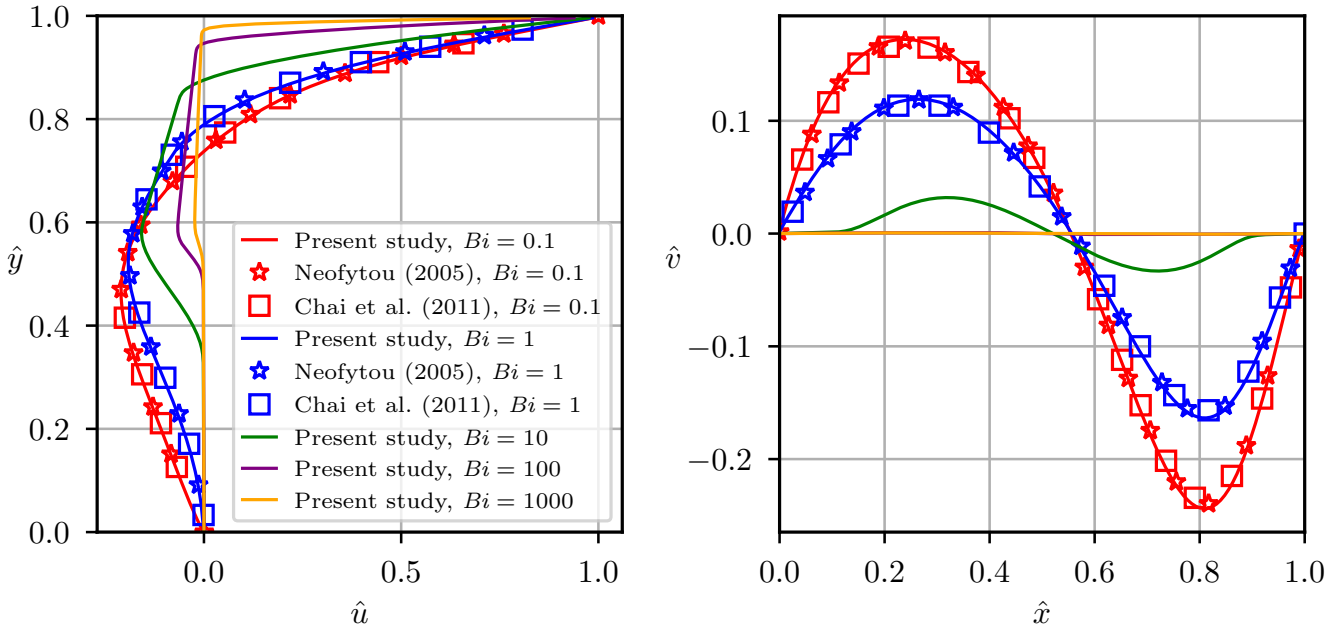 1.0
0.8
0.6
0.4
0.2
0.0
ŷ
0.0
0.5
1.0
û
Present study, Bi = 0.1
Neofytou (2005), Bi = 0.1
Chai et al. (2011), Bi = 0.1
Present study, Bi = 1
Neofytou (2005), Bi = 1
Chai et al. (2011), Bi = 1
Present study, Bi = 10
Present study, Bi = 100
Present study, Bi = 1000
0.1
0.0
−0.1
−0.2
v̂
0.0
0.2
0.4
0.6
0.8
1.0
x̂